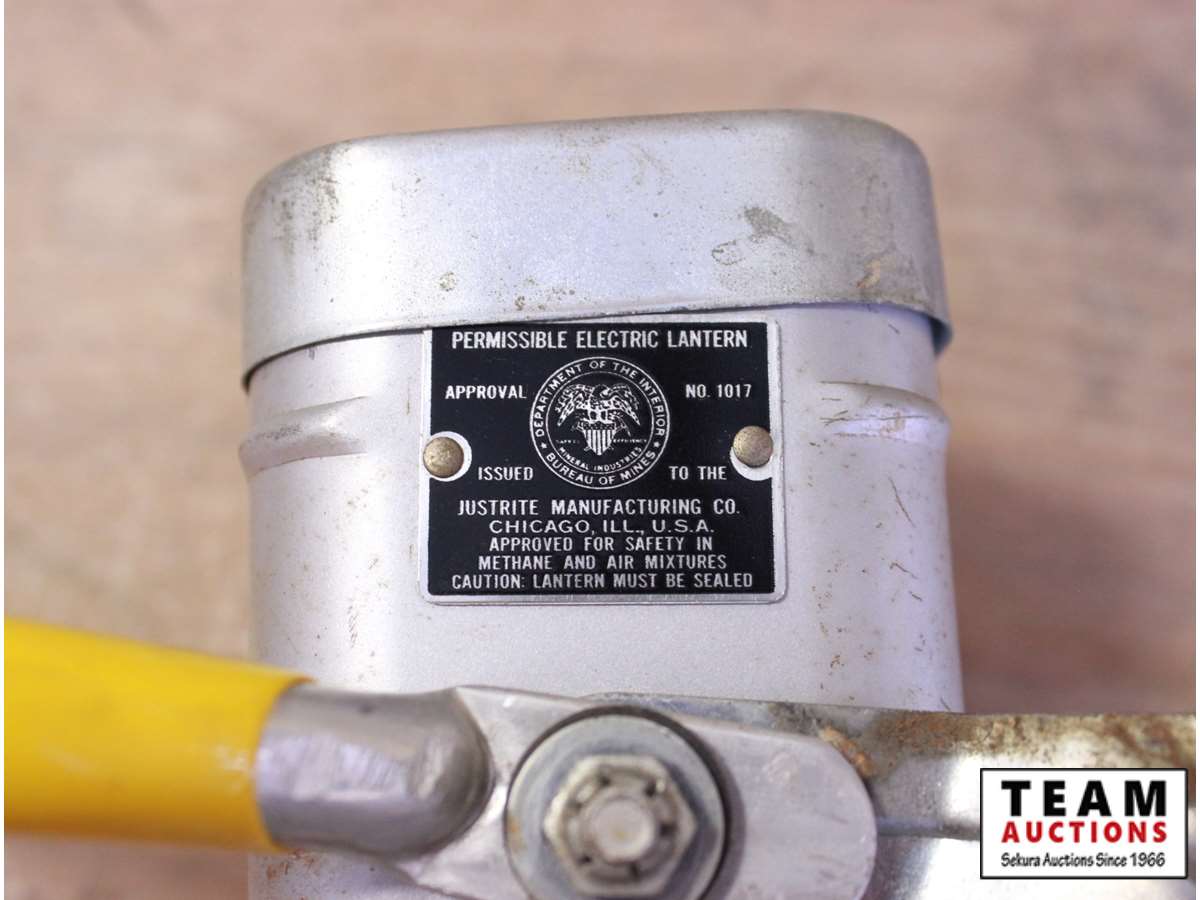 PERMISSIBLE ELECTRIC LANTERN
APPROVAL NO. 1017
DEPARTMENT OF THE INTERIOR
MINERAL INDUSTRIES
★ BUREAU OF MINES ★
ISSUED TO THE
JUSTRITE MANUFACTURING CO.
CHICAGO, ILL., U.S.A.
APPROVED FOR SAFETY IN
METHANE AND AIR MIXTURES
CAUTION: LANTERN MUST BE SEALED
TEAM
AUCTIONS
Sekura Auctions Since 1966